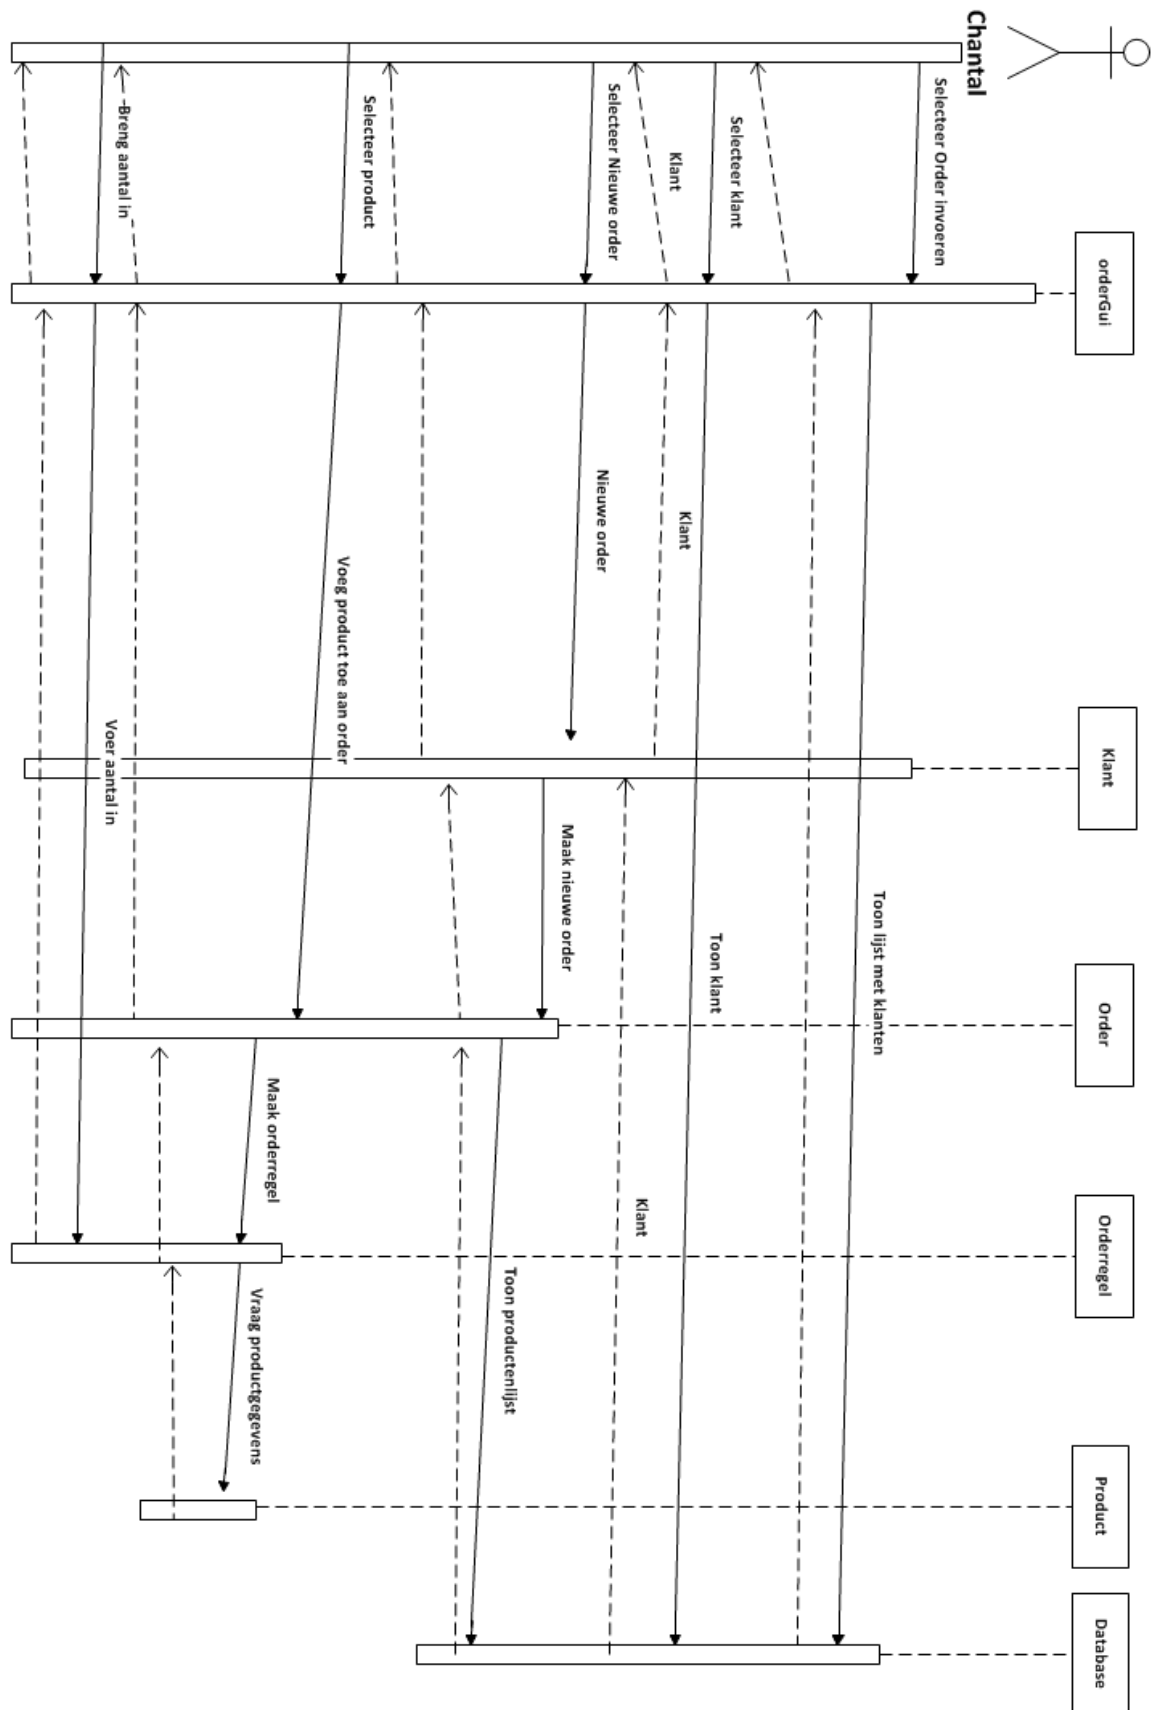 Chantal
orderGui
Klant
Order
Orderregel
Product
Database
Selecteer Order invoeren
Toon lijst met klanten
Selecteer klant
Toon klant
Klant
Klant
Klant
Selecteer Nieuwe order
Nieuwe order
Maak nieuwe order
Toon productenlijst
Selecteer product
Voeg product toe aan order
Maak orderregel
Vraag productgegevens
Breng aantal in
Voer aantal in